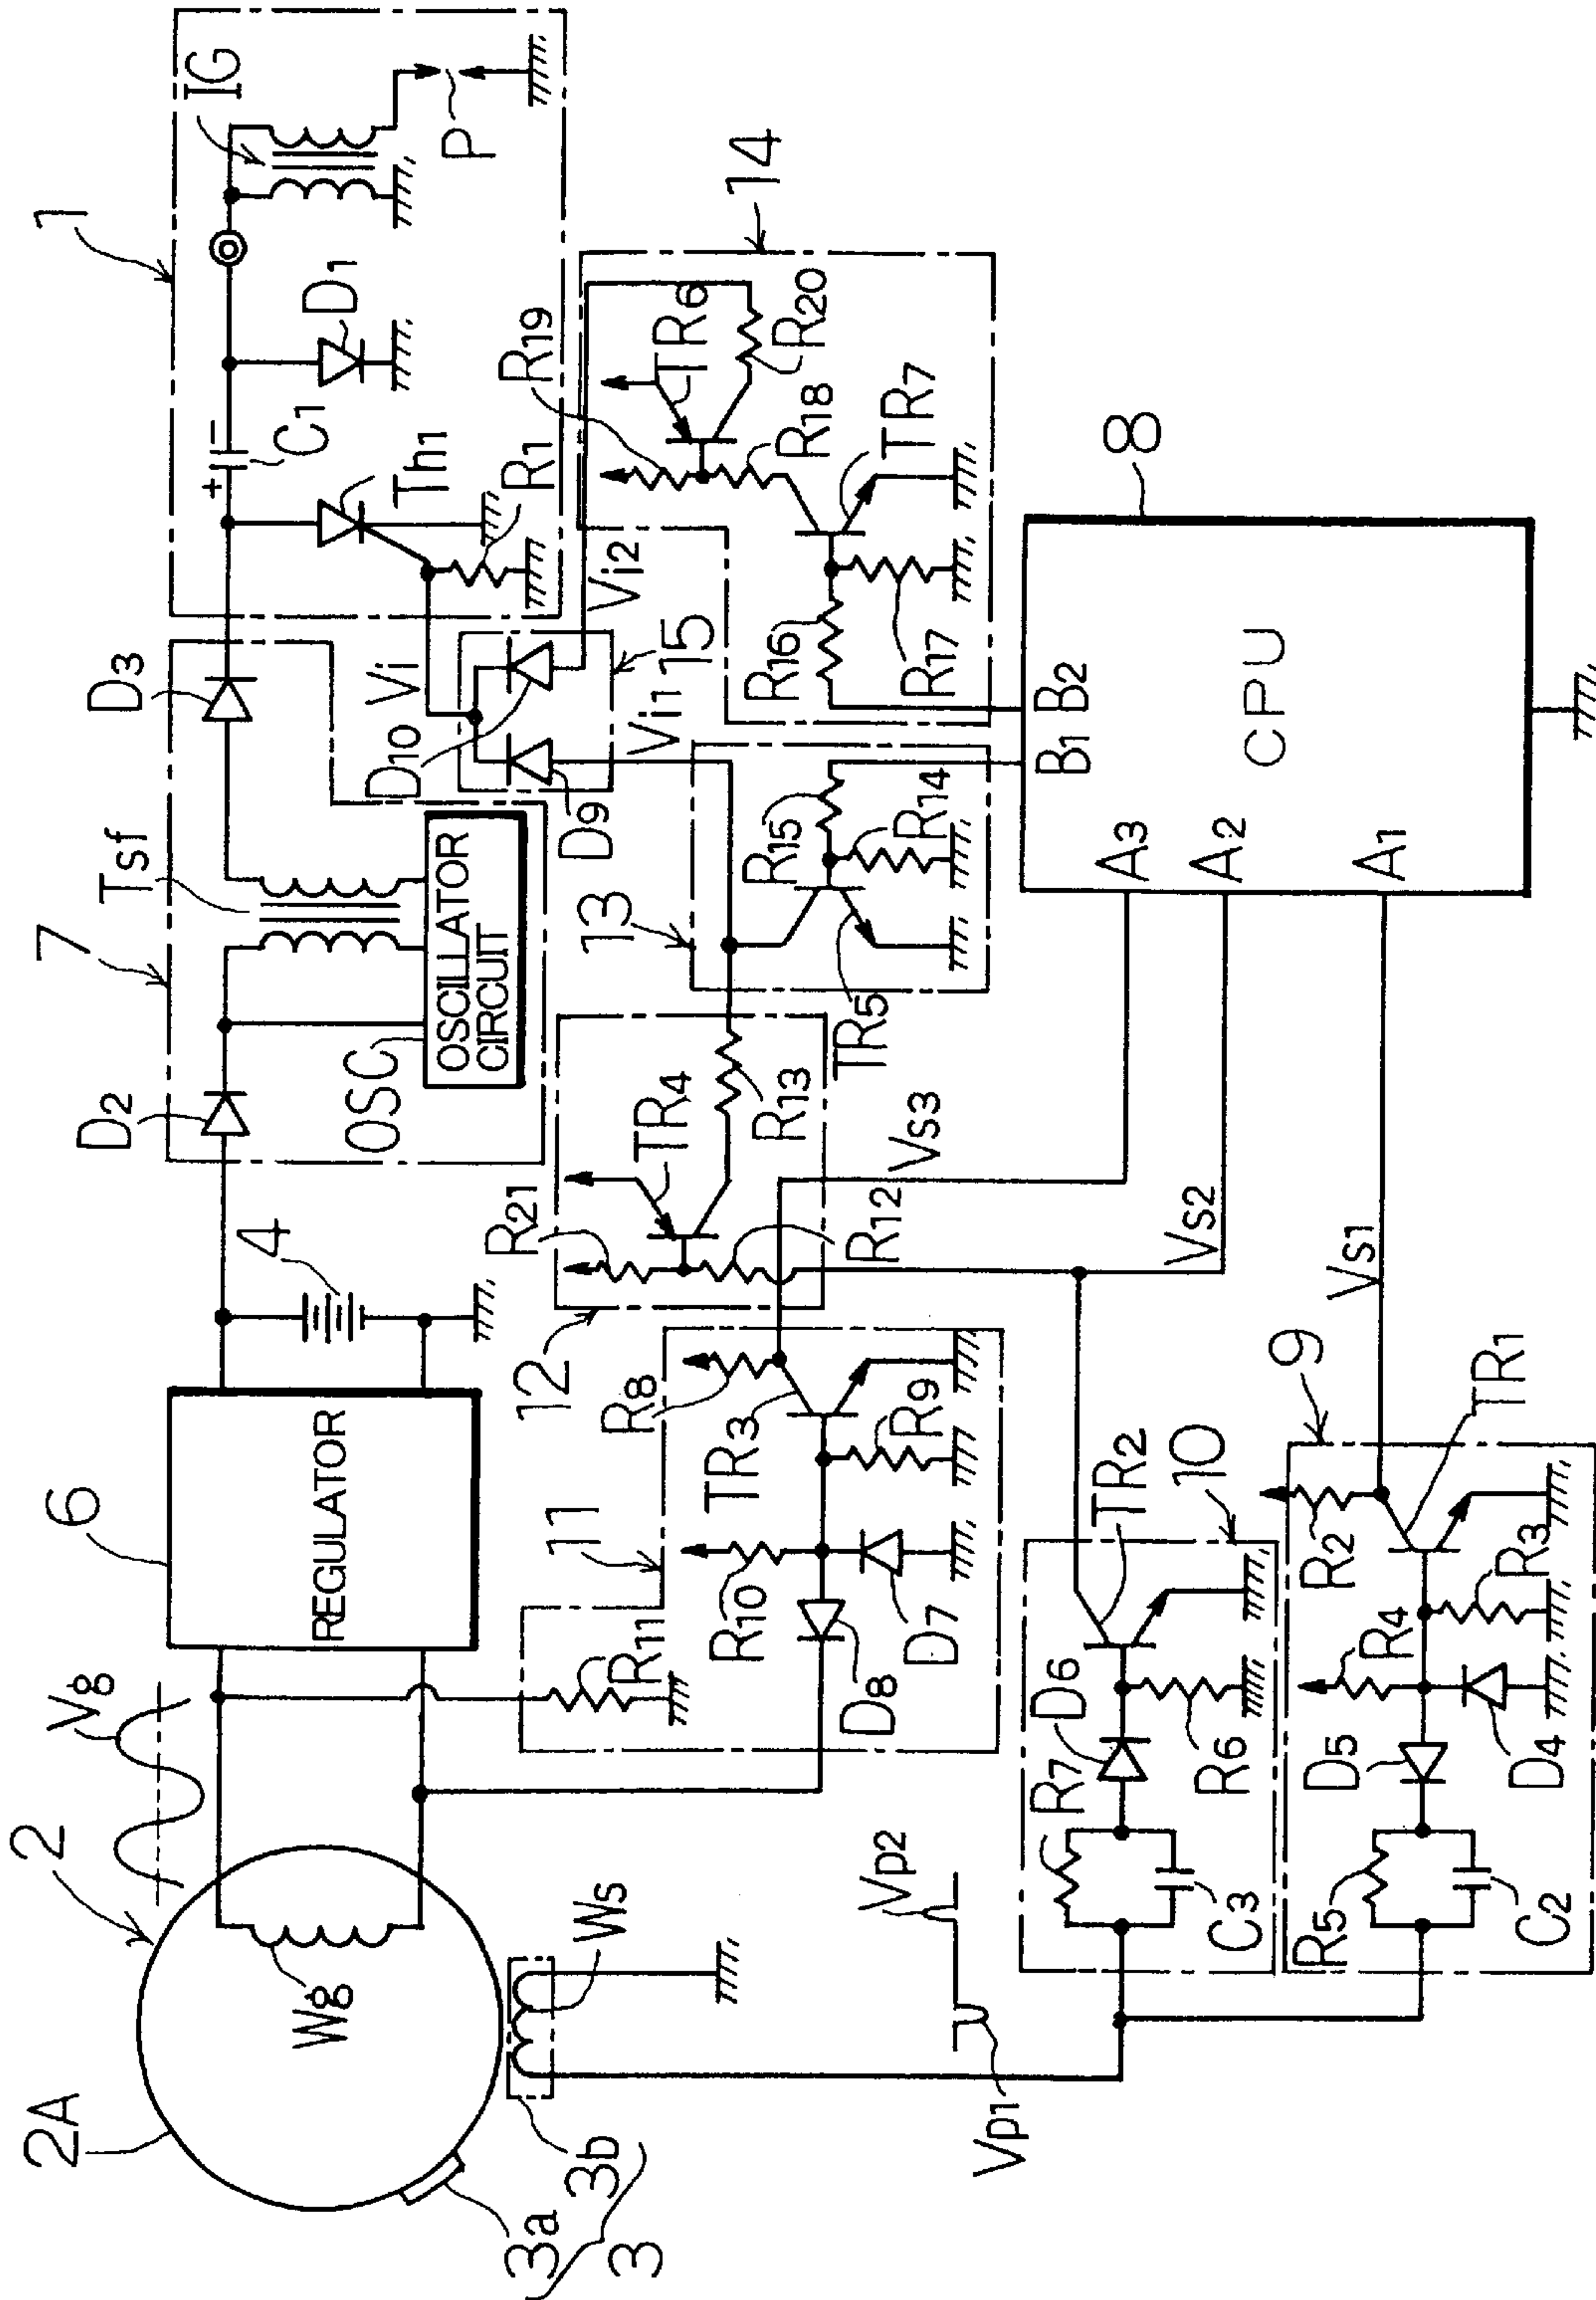 2A
2
Wg
Vg
3a
3b
3
Ws
Vp1
Vp2
6
REGULATOR
4
7
D2
OSC
OSCILLATOR
CIRCUIT
Tsf
D3
1
C1
+
−
D1
Th1
R1
IG
P
11
R11
R10
D8
D7
TR3
R8
R9
12
R21
TR4
R12
R13
13
TR5
R15
R14
15
D10
D9
Vi
Vi1
Vi2
14
R19
TR6
R20
R18
TR7
R16
R17
10
R7
C3
D6
R6
TR2
9
R5
C2
D5
D4
R4
R3
R2
TR1
Vs3
Vs2
Vs1
A3
A2
A1
B1
B2
CPU
8